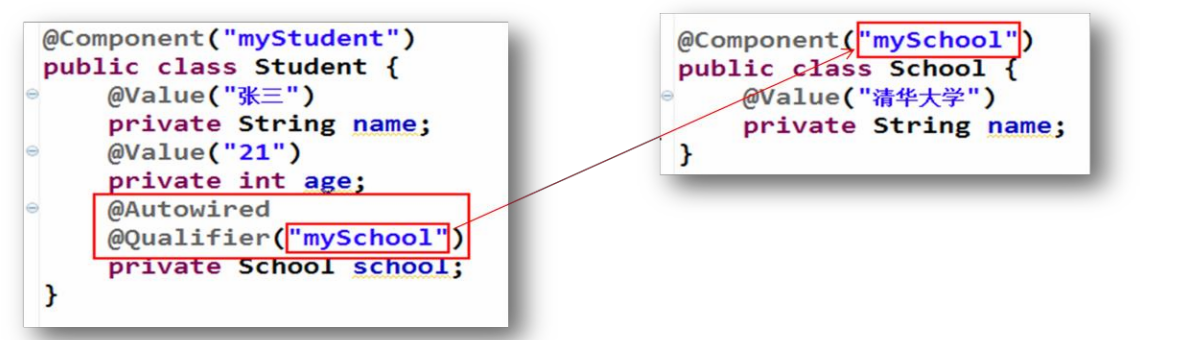 @Component("myStudent")
public class Student {
@Value("张三")
private String name;
@Value("21")
private int age;
@Autowired
@Qualifier("mySchool")
private School school;
}
@Component("mySchool")
public class School {
@Value("清华大学")
private String name;
}